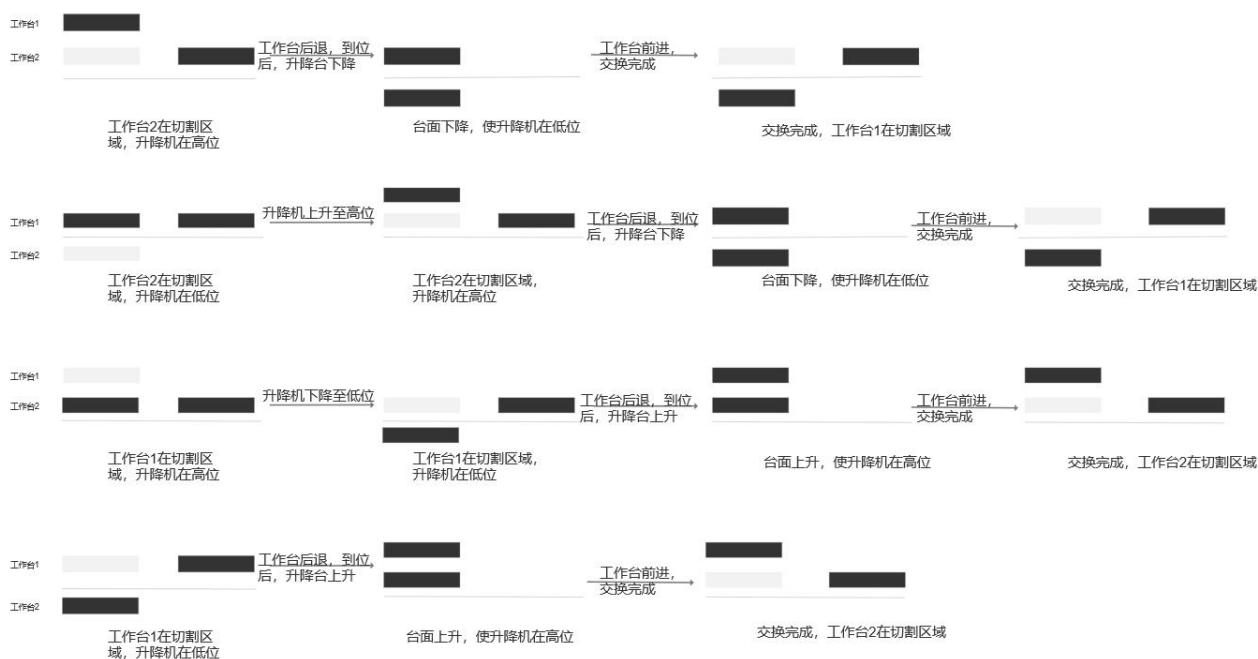 工作台1
工作台2
工作台后退，到位
后，升降台下降
工作台前进，
交换完成
工作台2在切割区
域，升降机在高位
台面下降，使升降机在低位
交换完成，工作台1在切割区域
工作台1
工作台2
升降机上升至高位
工作台后退，到位
后，升降台下降
工作台前进，
交换完成
工作台2在切割区
域，升降机在低位
工作台2在切割区域，
升降机在高位
台面下降，使升降机在低位
交换完成，工作台1在切割区域
工作台1
工作台2
升降机下降至低位
工作台后退，到位
后，升降台上升
工作台前进，
交换完成
工作台1在切割区
域，升降机在高位
工作台1在切割区域，
升降机在低位
台面上升，使升降机在高位
交换完成，工作台2在切割区域
工作台1
工作台2
工作台后退，到位
后，升降台上升
工作台前进，
交换完成
工作台1在切割区
域，升降机在低位
台面上升，使升降机在高位
交换完成，工作台2在切割区域